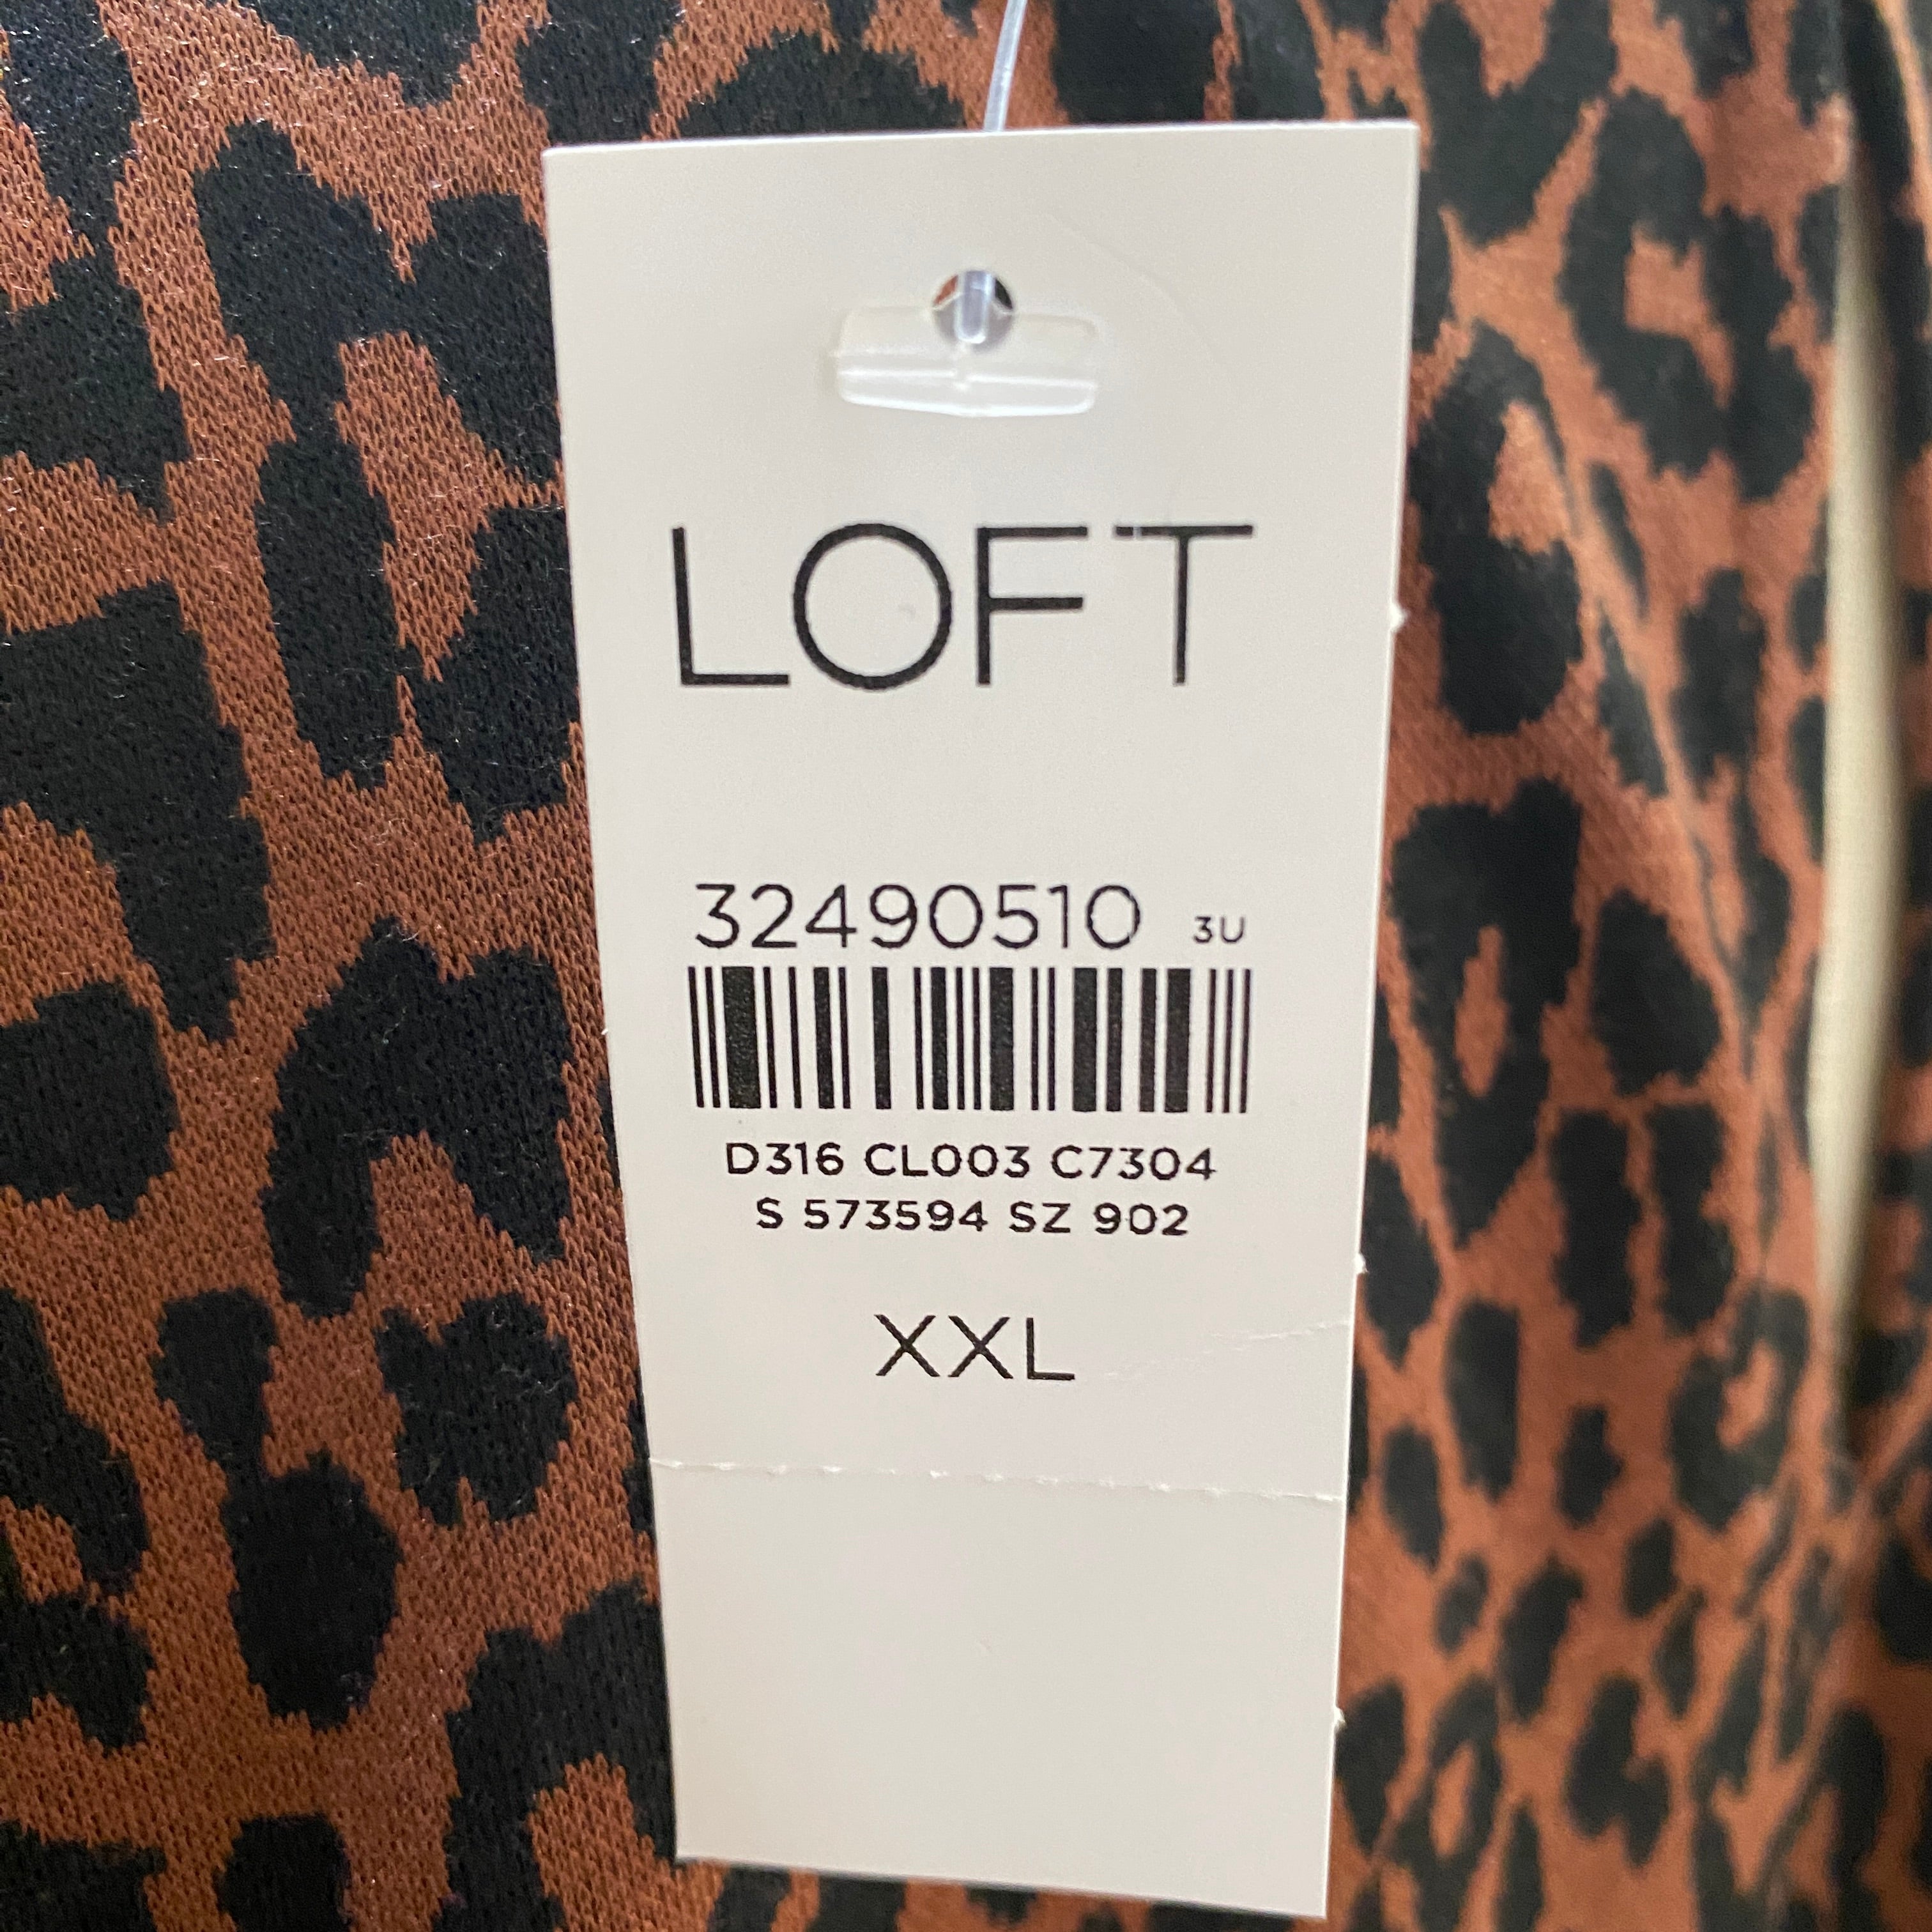 LOFT
32490510 3U
D316 CL003 C7304
S 573594 SZ 902
XXL